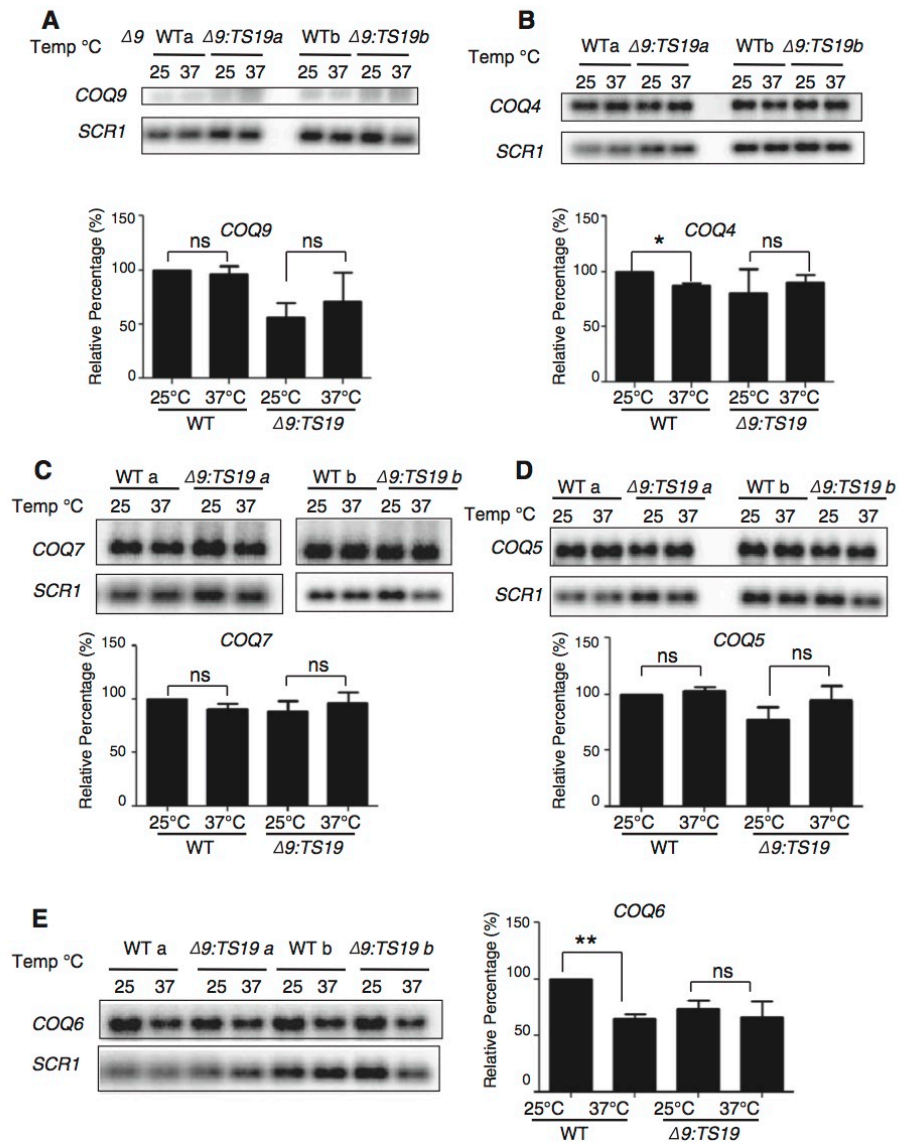 A
Temp °C Δ9 WTa Δ9:TS19a WTb Δ9:TS19b
25 37 25 37 25 37 25 37
COQ9
SCR1
COQ9
Relative Percentage (%)
150
100
50
0
ns
ns
25°C 37°C 25°C 37°C
WT Δ9:TS19
B
Temp °C WTa Δ9:TS19a WTb Δ9:TS19b
25 37 25 37 25 37 25 37
COQ4
SCR1
COQ4
Relative Percentage (%)
150
100
50
0
*
ns
25°C 37°C 25°C 37°C
WT Δ9:TS19
C
WT a Δ9:TS19 a WT b Δ9:TS19 b
Temp °C 25 37 25 37 25 37 25 37
COQ7
SCR1
COQ7
Relative Percentage (%)
150
100
50
0
ns
ns
25°C 37°C 25°C 37°C
WT Δ9:TS19
D
WT a Δ9:TS19 a WT b Δ9:TS19 b
Temp °C 25 37 25 37 25 37 25 37
COQ5
SCR1
COQ5
Relative Percentage (%)
150
100
50
0
ns
ns
25°C 37°C 25°C 37°C
WT Δ9:TS19
E
WT a Δ9:TS19 a WT b Δ9:TS19 b
Temp °C
25 37 25 37 25 37 25 37
COQ6
SCR1
COQ6
Relative Percentage (%)
150
100
50
0
**
ns
25°C 37°C 25°C 37°C
WT Δ9:TS19